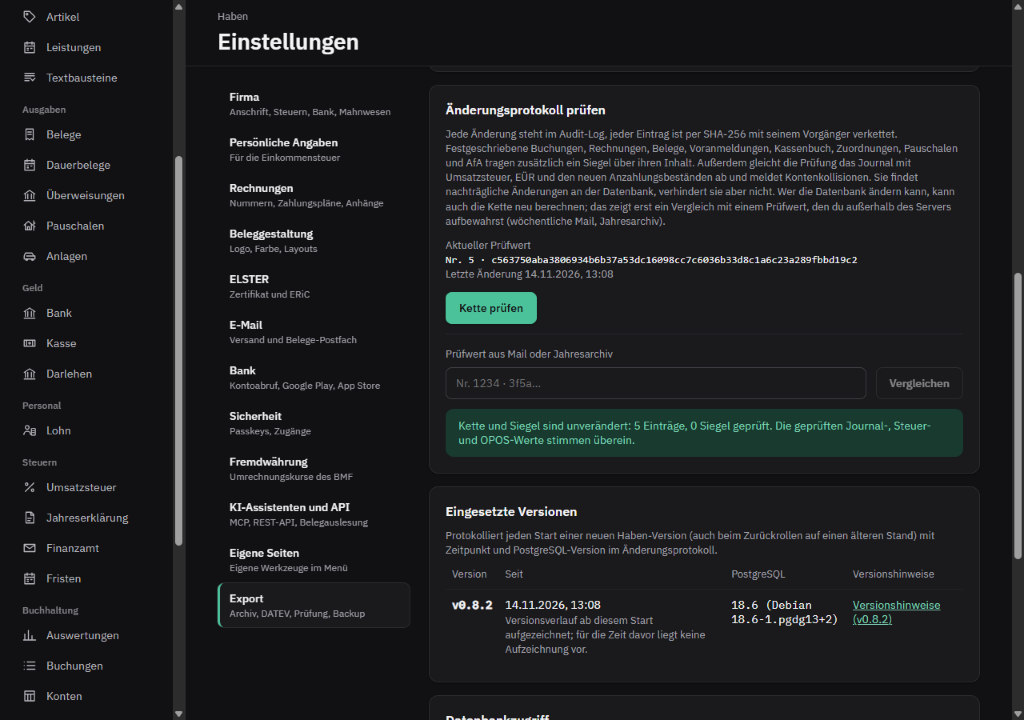 Artikel
Leistungen
Textbausteine
Ausgaben
Belege
Dauerbelege
Überweisungen
Pauschalen
Anlagen
Geld
Bank
Kasse
Darlehen
Personal
Lohn
Steuern
Umsatzsteuer
Jahreserklärung
Finanzamt
Fristen
Buchhaltung
Auswertungen
Buchungen
Konten
Haben
Einstellungen
Firma
Anschrift, Steuern, Bank, Mahnwesen
Persönliche Angaben
Für die Einkommensteuer
Rechnungen
Nummern, Zahlungspläne, Anhänge
Beleggestaltung
Logo, Farbe, Layouts
ELSTER
Zertifikat und ERiC
E-Mail
Versand und Belege-Postfach
Bank
Kontoabruf, Google Play, App Store
Sicherheit
Passkeys, Zugänge
Fremdwährung
Umrechnungskurse des BMF
KI-Assistenten und API
MCP, REST-API, Belegauslesung
Eigene Seiten
Eigene Werkzeuge im Menü
Export
Archiv, DATEV, Prüfung, Backup
Änderungsprotokoll prüfen
Jede Änderung steht im Audit-Log, jeder Eintrag ist per SHA-256 mit seinem Vorgänger verkettet.
Festgeschriebene Buchungen, Rechnungen, Belege, Voranmeldungen, Kassenbuch, Zuordnungen, Pauschalen
und AfA tragen zusätzlich ein Siegel über ihren Inhalt. Außerdem gleicht die Prüfung das Journal mit
Umsatzsteuer, EÜR und den neuen Anzahlungsbeständen ab und meldet Kontenkollisionen. Sie findet
nachträgliche Änderungen an der Datenbank, verhindert sie aber nicht. Wer die Datenbank ändern kann, kann
auch die Kette neu berechnen; das zeigt erst ein Vergleich mit einem Prüfwert, den du außerhalb des Servers
aufbewahrst (wöchentliche Mail, Jahresarchiv).
Aktueller Prüfwert
Nr. 5 · c563750aba3806934b6b37a53dc16098cc7c6036b33d8c1a6c23a289fbbd19c2
Letzte Änderung 14.11.2026, 13:08
Kette prüfen
Prüfwert aus Mail oder Jahresarchiv
Nr. 1234 · 3f5a…
Vergleichen
Kette und Siegel sind unverändert: 5 Einträge, 0 Siegel geprüft. Die geprüften Journal-, Steuer-
und OPOS-Werte stimmen überein.
Eingesetzte Versionen
Protokolliert jeden Start einer neuen Haben-Version (auch beim Zurückrollen auf einen älteren Stand) mit
Zeitpunkt und PostgreSQL-Version im Änderungsprotokoll.
Version Seit PostgreSQL Versionshinweise
v0.8.2 14.11.2026, 13:08 18.6 (Debian Versionshinweise
Versionsverlauf ab diesem Start 18.6-1.pgdg13+2) (v0.8.2)
aufgezeichnet; für die Zeit davor liegt keine
Aufzeichnung vor.
Datenbankzugriff